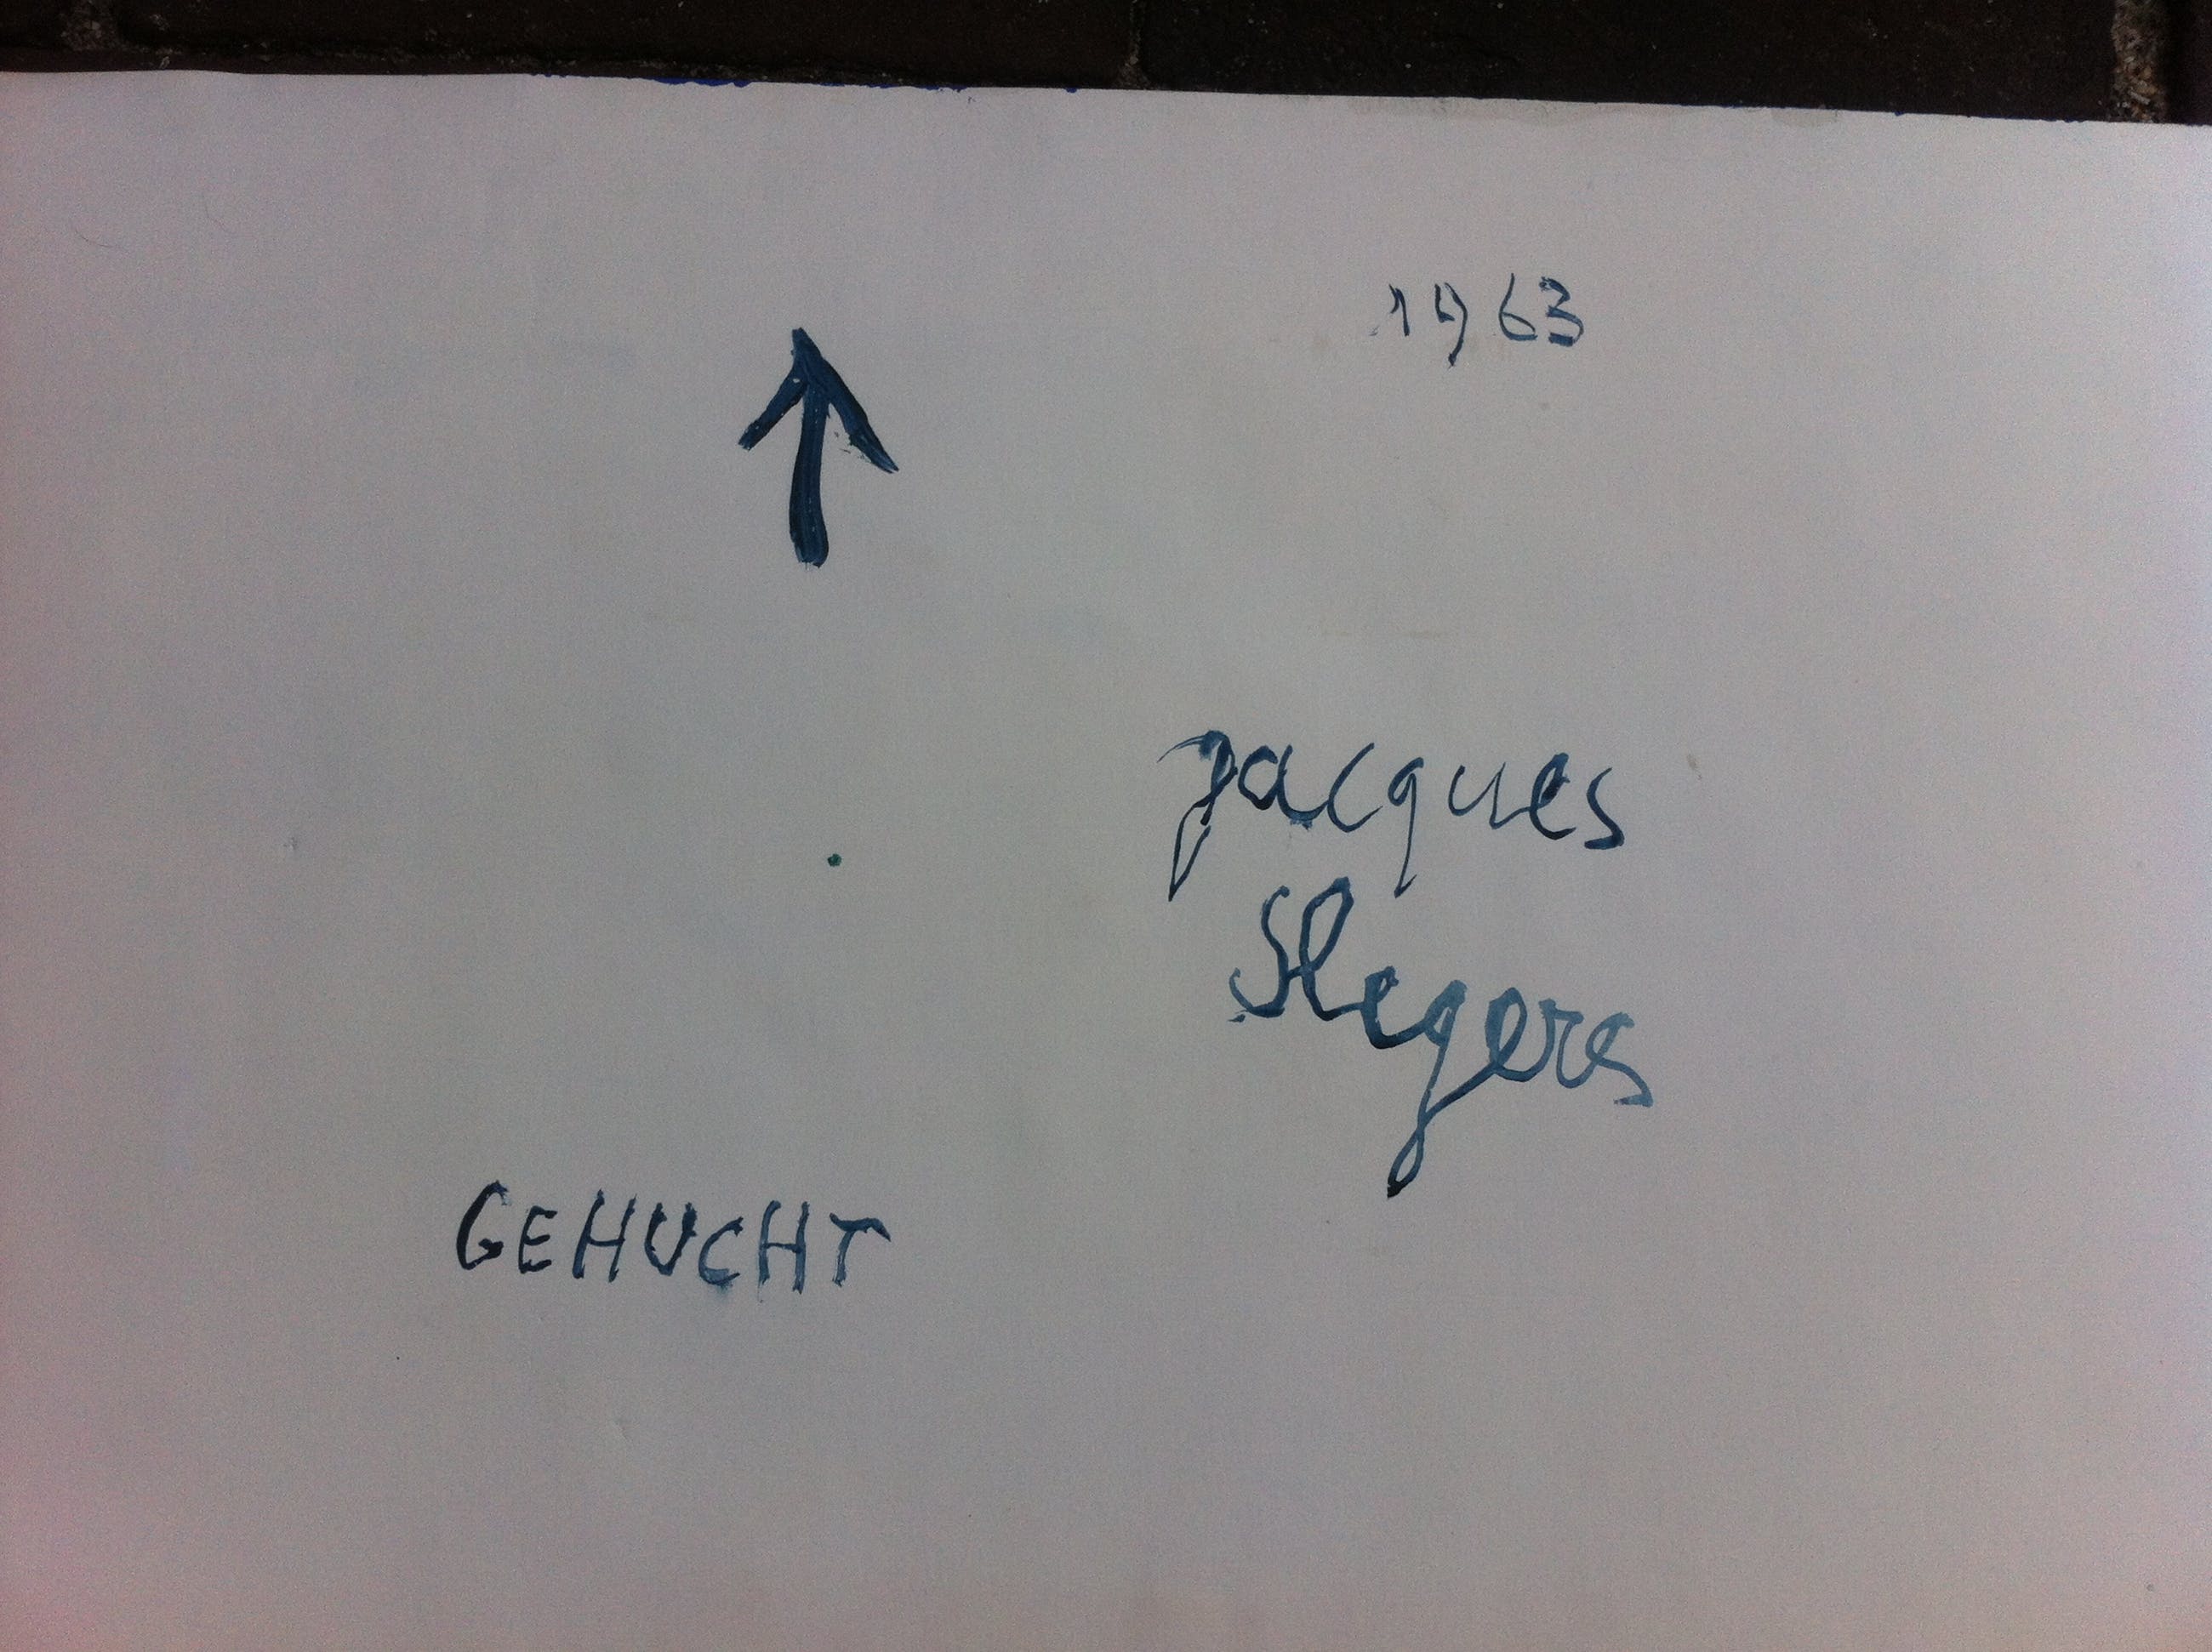 1963
Jacques
Slegers
GEHUCHT